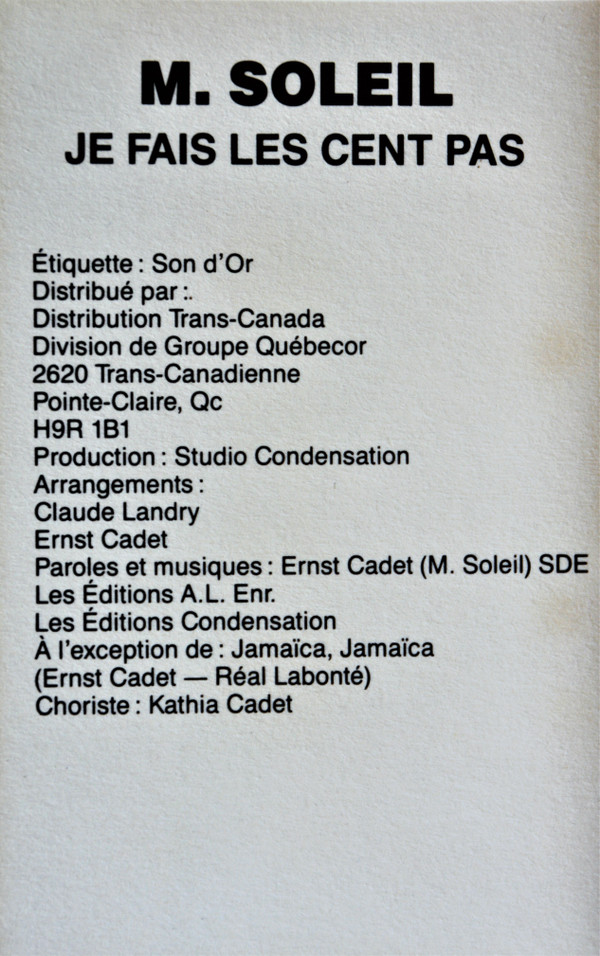 M. SOLEIL
JE FAIS LES CENT PAS
Étiquette : Son d'Or
Distribué par :.
Distribution Trans-Canada
Division de Groupe Québecor
2620 Trans-Canadienne
Pointe-Claire, Qc
H9R 1B1
Production : Studio Condensation
Arrangements :
Claude Landry
Ernst Cadet
Paroles et musiques : Ernst Cadet (M. Soleil) SDE
Les Éditions A.L. Enr.
Les Éditions Condensation
À l'exception de : Jamaïca, Jamaïca
(Ernst Cadet — Réal Labonté)
Choriste : Kathia Cadet